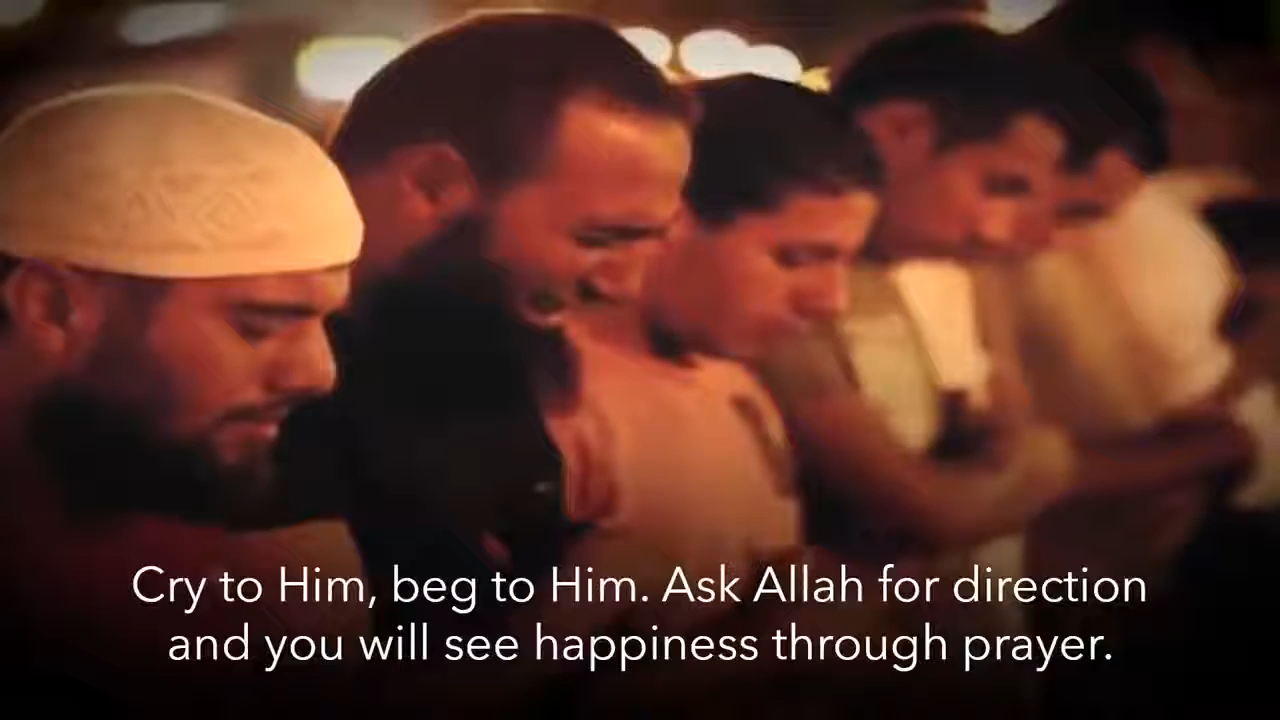 Cry to Him, beg to Him. Ask Allah for direction
and you will see happiness through prayer.